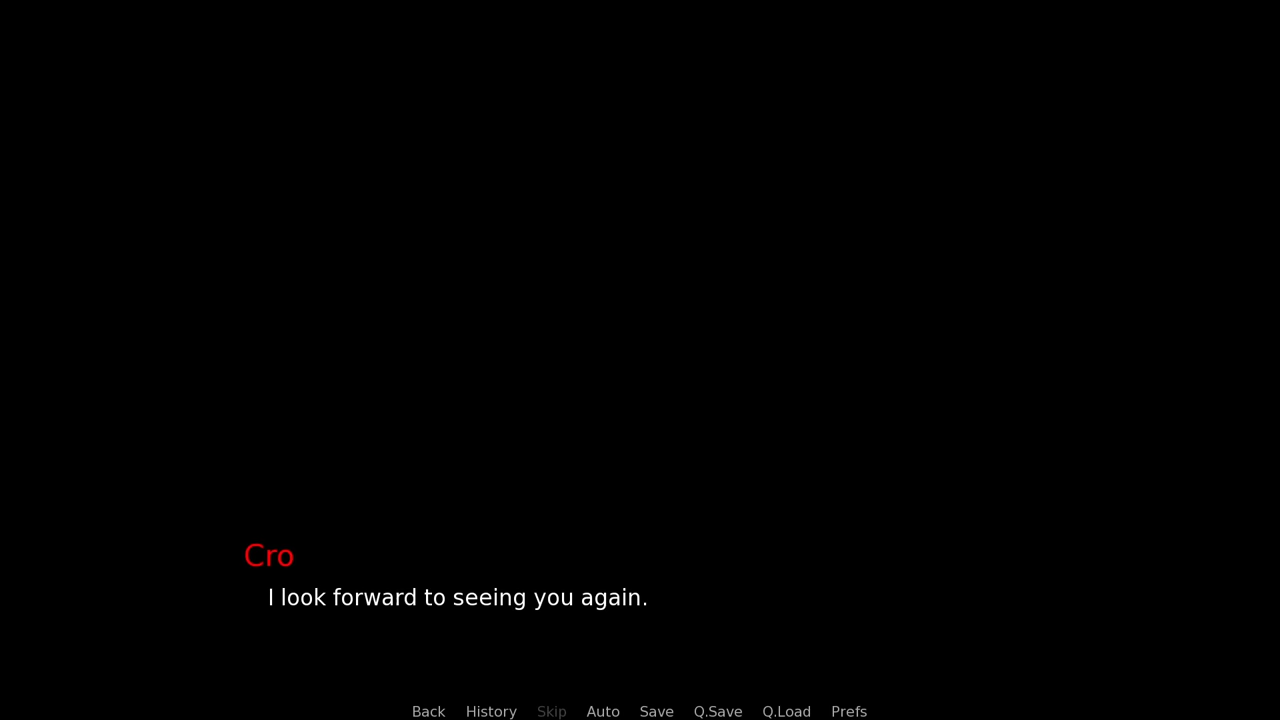 Cro
I look forward to seeing you again.
Back History Skip Auto Save Q.Save Q.Load Prefs